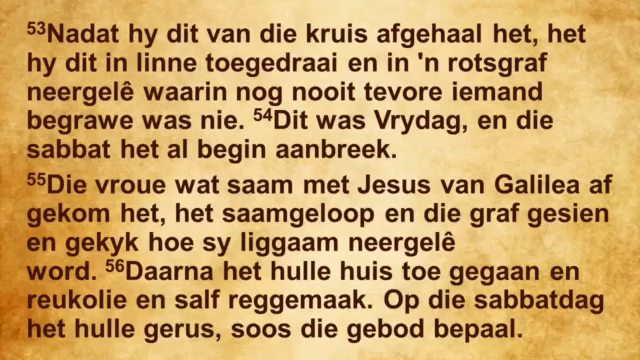 53Nadat hy dit van die kruis afgehaal het, het
hy dit in linne toegedraai en in 'n rotsgraf
neergelê waarin nog nooit tevore iemand
begrawe was nie. 54Dit was Vrydag, en die
sabbat het al begin aanbreek.
55Die vroue wat saam met Jesus van Galilea af
gekom het, het saamgeloop en die graf gesien
en gekyk hoe sy liggaam neergelê
word. 56Daarna het hulle huis toe gegaan en
reukolie en salf reggemaak. Op die sabbatdag
het hulle gerus, soos die gebod bepaal.